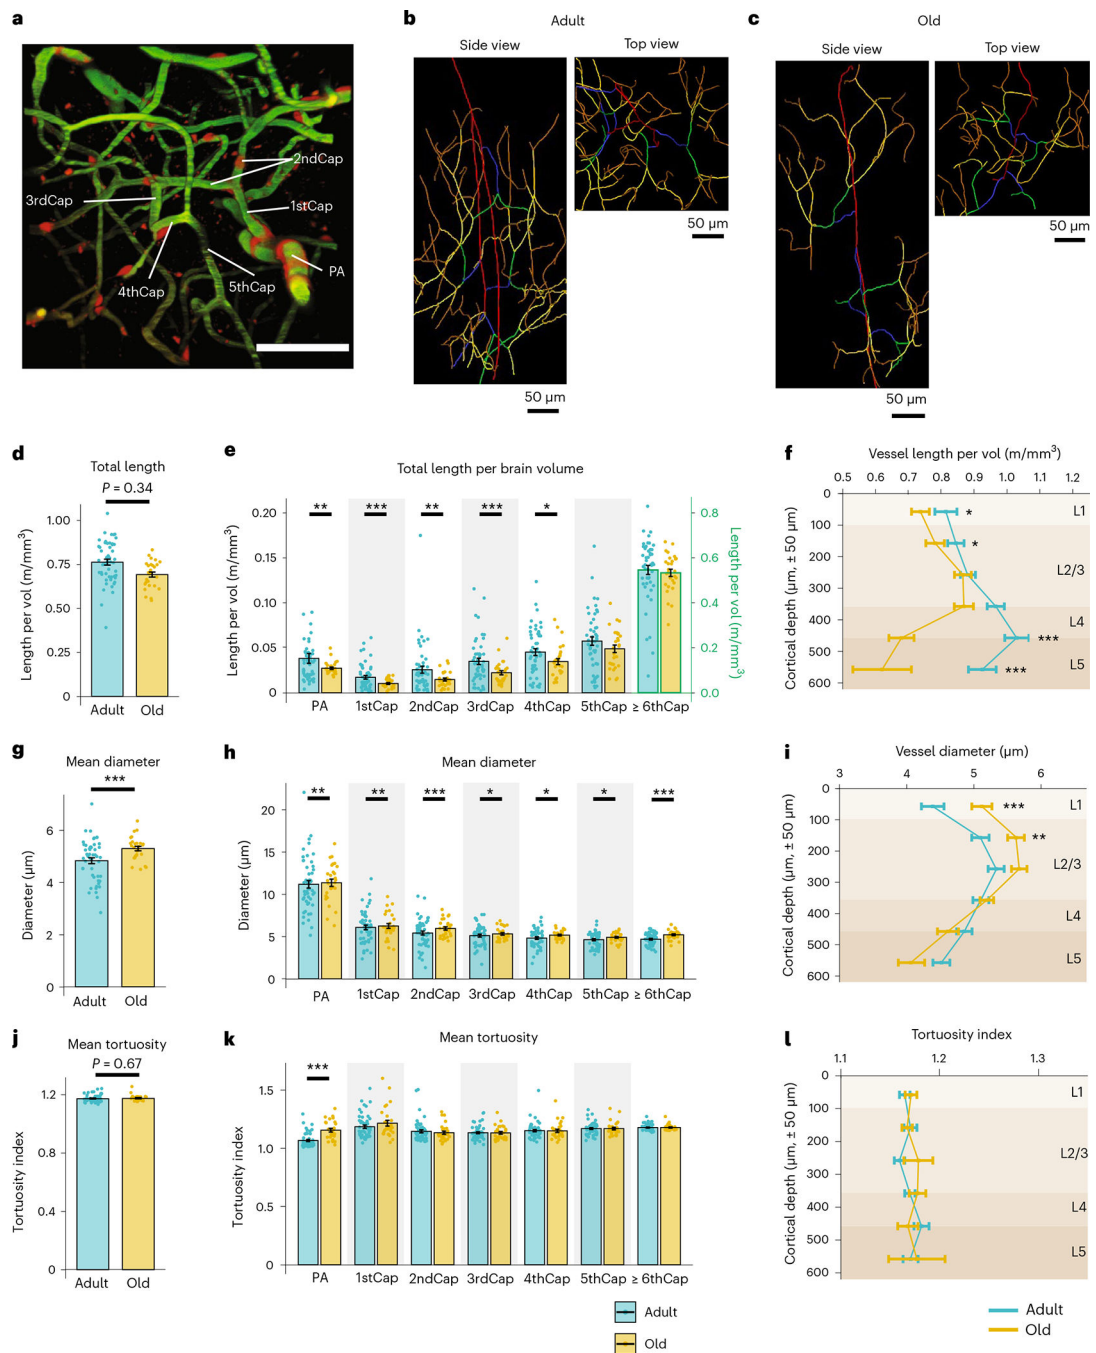 a
2ndCap
3rdCap
1stCap
PA
4thCap
5thCap
b
Adult
Side view
Top view
50 µm
50 µm
c
Old
Side view
Top view
50 µm
50 µm
d
Total length
P = 0.34
Length per vol (m/mm³)
1.00
0.75
0.50
0.25
0
Adult Old
e
Total length per brain volume
Length per vol (m/mm³)
0.20
0.15
0.10
0.05
0
** *** ** *** *
0.8
0.6
0.4
0.2
0.0
Length per vol (m/mm³)
PA 1stCap 2ndCap 3rdCap 4thCap 5thCap ≥ 6thCap
f
Vessel length per vol (m/mm³)
0.5 0.6 0.7 0.8 0.9 1.0 1.1 1.2
Cortical depth (µm, ± 50 µm)
0
100
200
300
400
500
600
L1
L2/3
L4
L5
*
*
***
***
g
Mean diameter
***
Diameter (µm)
6
4
2
0
Adult Old
h
Mean diameter
Diameter (µm)
20
15
10
5
0
** ** *** * * * ***
PA 1stCap 2ndCap 3rdCap 4thCap 5thCap ≥ 6thCap
i
Vessel diameter (µm)
3 4 5 6
Cortical depth (µm, ± 50 µm)
0
100
200
300
400
500
600
L1
L2/3
L4
L5
***
**
j
Mean tortuosity
P = 0.67
Tortuosity index
1.2
0.8
0.4
0
Adult Old
k
Mean tortuosity
Tortuosity index
1.5
1.0
0.5
0
***
PA 1stCap 2ndCap 3rdCap 4thCap 5thCap ≥ 6thCap
Adult
Old
l
Tortuosity index
1.1 1.2 1.3
Cortical depth (µm, ± 50 µm)
0
100
200
300
400
500
600
L1
L2/3
L4
L5
Adult
Old